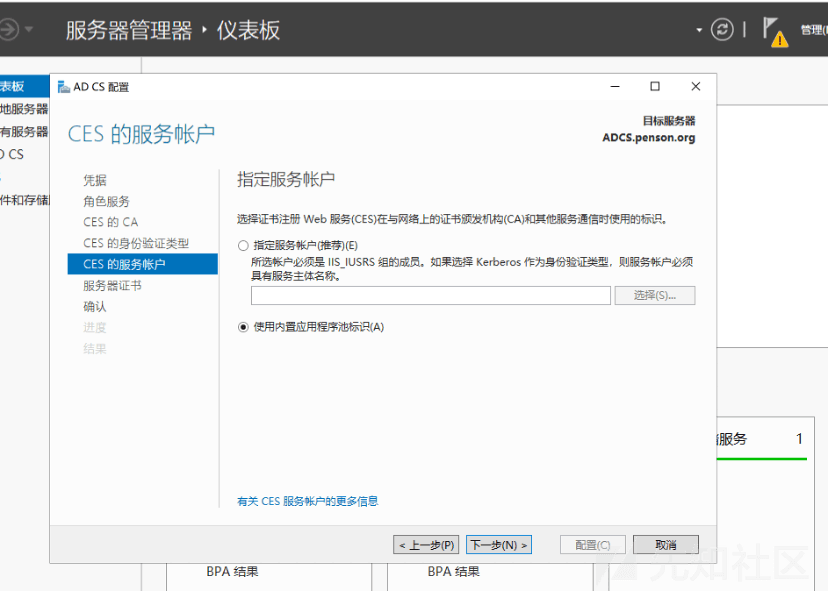 服务器管理器 · 仪表板
管理(
AD CS 配置
表板
地服务器
有服务器
CS
件和存储
CES 的服务帐户
目标服务器
ADCS.penson.org
凭据
角色服务
CES 的 CA
CES 的身份验证类型
CES 的服务帐户
服务器证书
确认
进度
结果
指定服务帐户
选择证书注册 Web 服务(CES)在与网络上的证书颁发机构(CA)和其他服务通信时使用的标识。
指定服务帐户(推荐)(E)
所选帐户必须是 IIS_IUSRS 组的成员。如果选择 Kerberos 作为身份验证类型，则服务帐户必须
具有服务主体名称。
选择(S)...
使用内置应用程序池标识(A)
有关 CES 服务帐户的更多信息
< 上一步(P)
下一步(N) >
配置(C)
取消
服务 1
BPA 结果
BPA 结果
先知社区